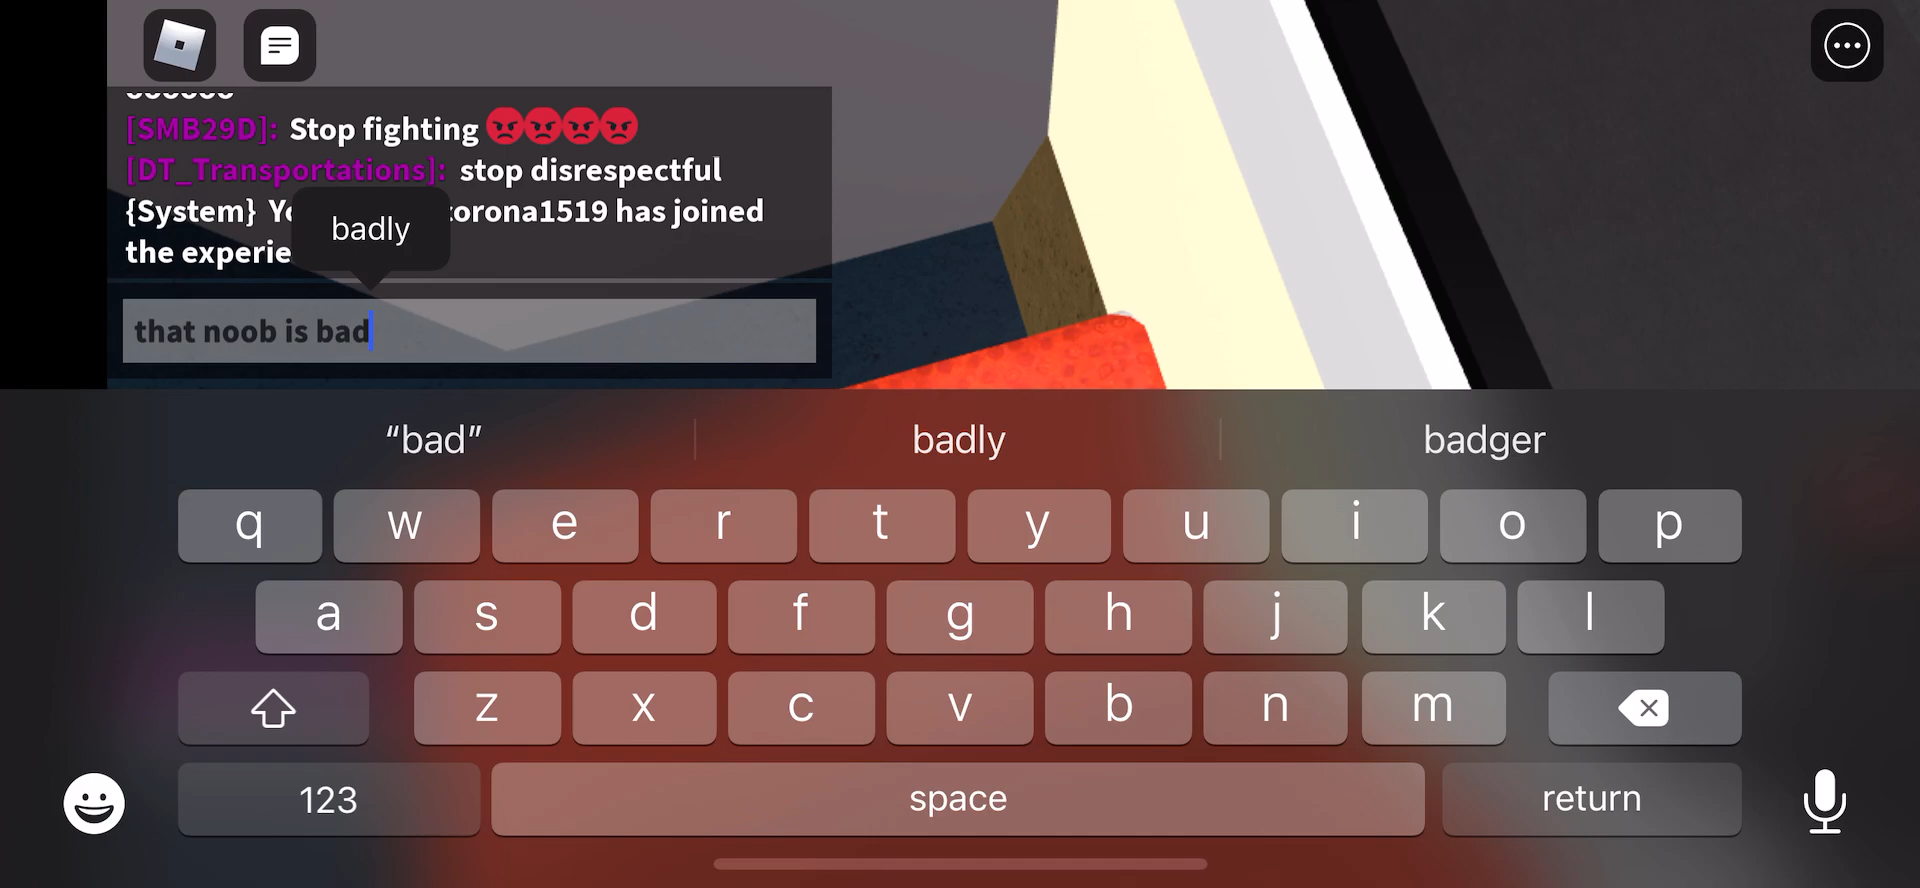 [SMB29D]: Stop fighting 😡😡😡😡
[DT_Transportations]: stop disrespectful
{System} corona1519 has joined
the experie
badly
that noob is bad
“bad” badly badger
q w e r t y u i o p
a s d f g h j k l
z x c v b n m
123 space return